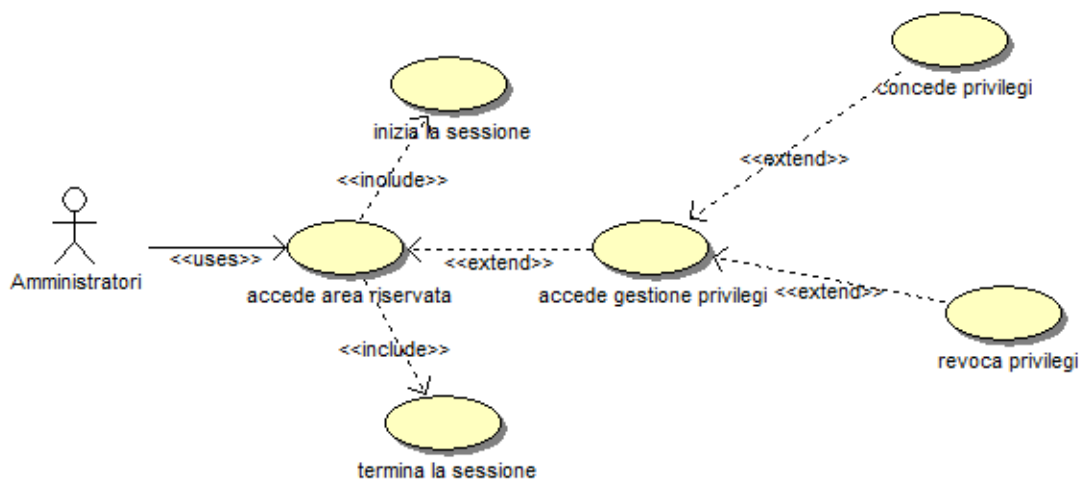 concede privilegi
inizia la sessione
<<extend>>
<<include>>
Amministratori
<<uses>>
accede area riservata
<<extend>>
accede gestione privilegi
<<extend>>
<<include>>
revoca privilegi
termina la sessione